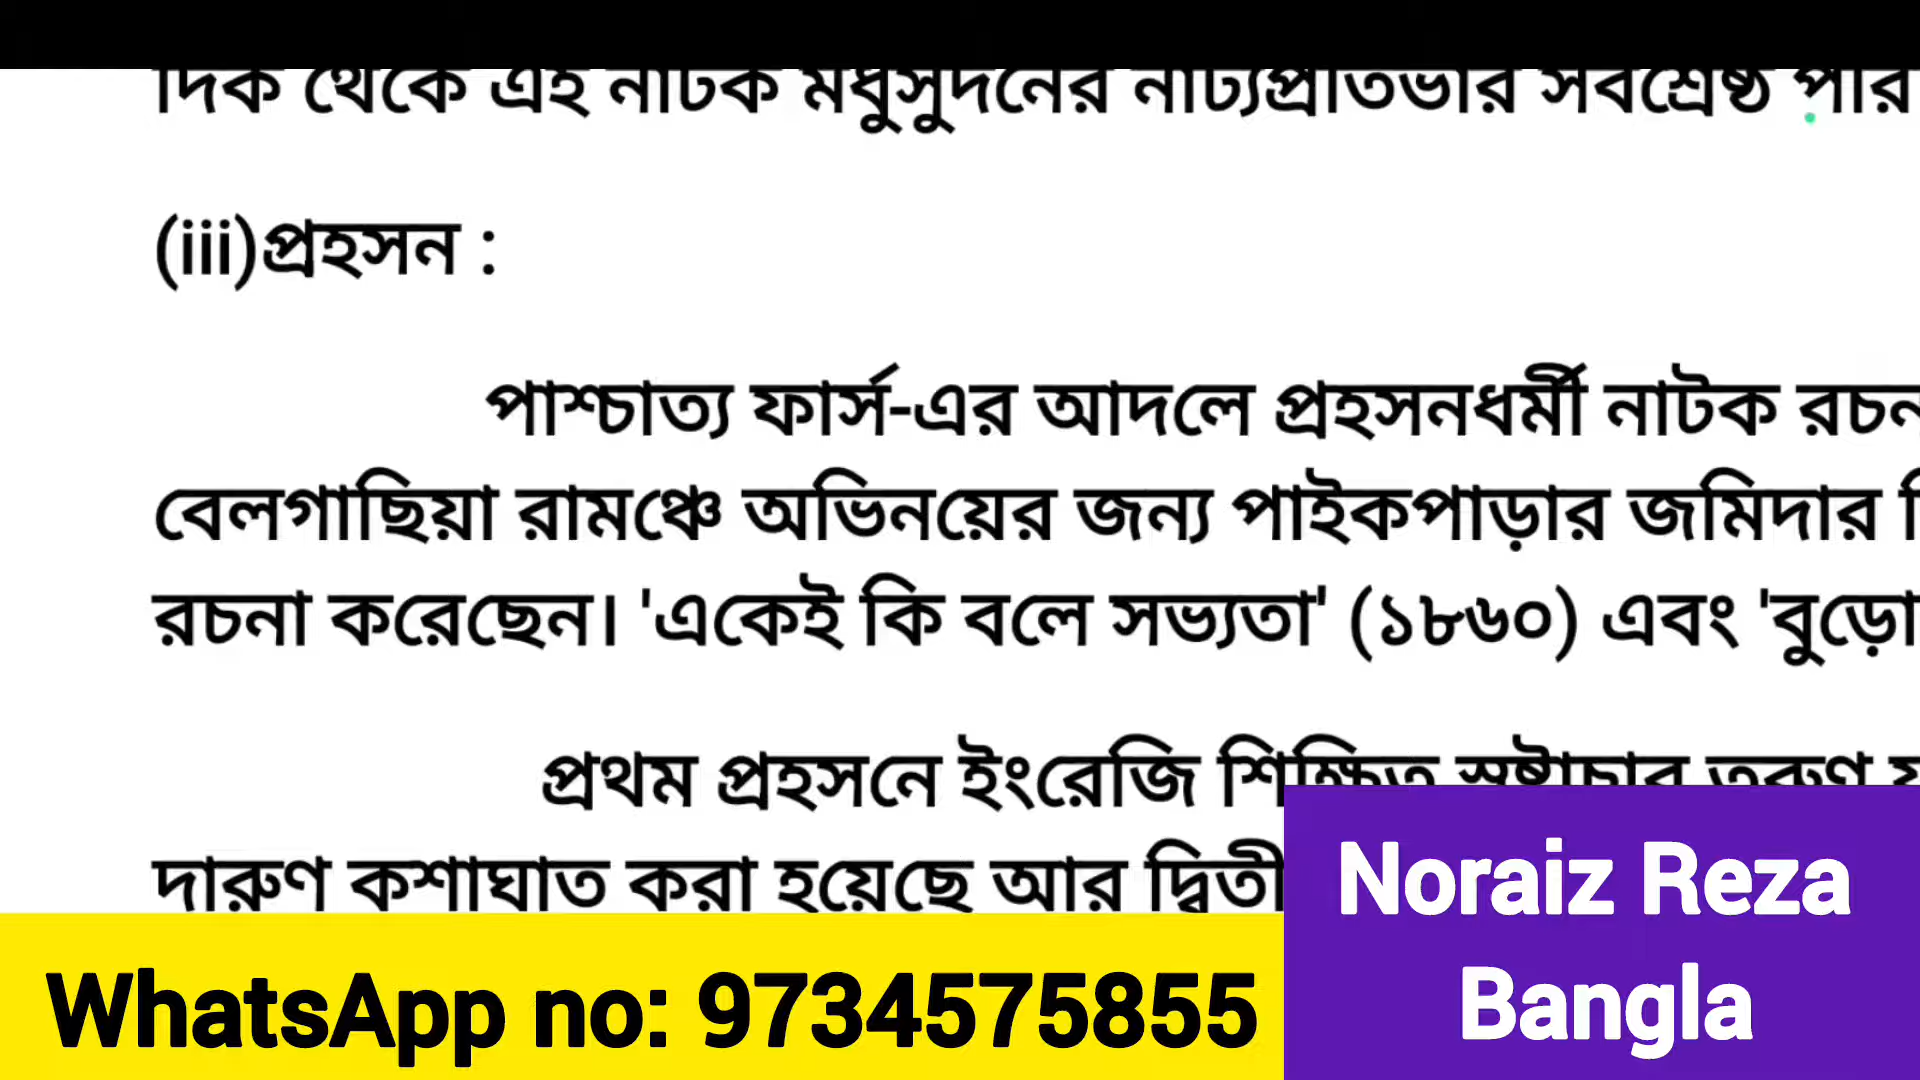 দিক থেকে এই নাটক মধুসুদনের নাট্যপ্রতিভার সর্বশ্রেষ্ঠ
(iii)প্রহসন :
পাশ্চাত্য ফার্স-এর আদলে প্রহসনধর্মী নাটক
বেলগাছিয়া রামঞ্চে অভিনয়ের জন্য পাইকপাড়ার জমিদার
রচনা করেছেন। 'একেই কি বলে সভ্যতা' (১৮৬০) এবং 'বুড়ো
প্রথম প্রহসনে ইংরেজি শিক্ষিত তরুণ
দারুণ কশাঘাত করা হয়েছে আর
Noraiz Reza
Bangla
WhatsApp no: 9734575855